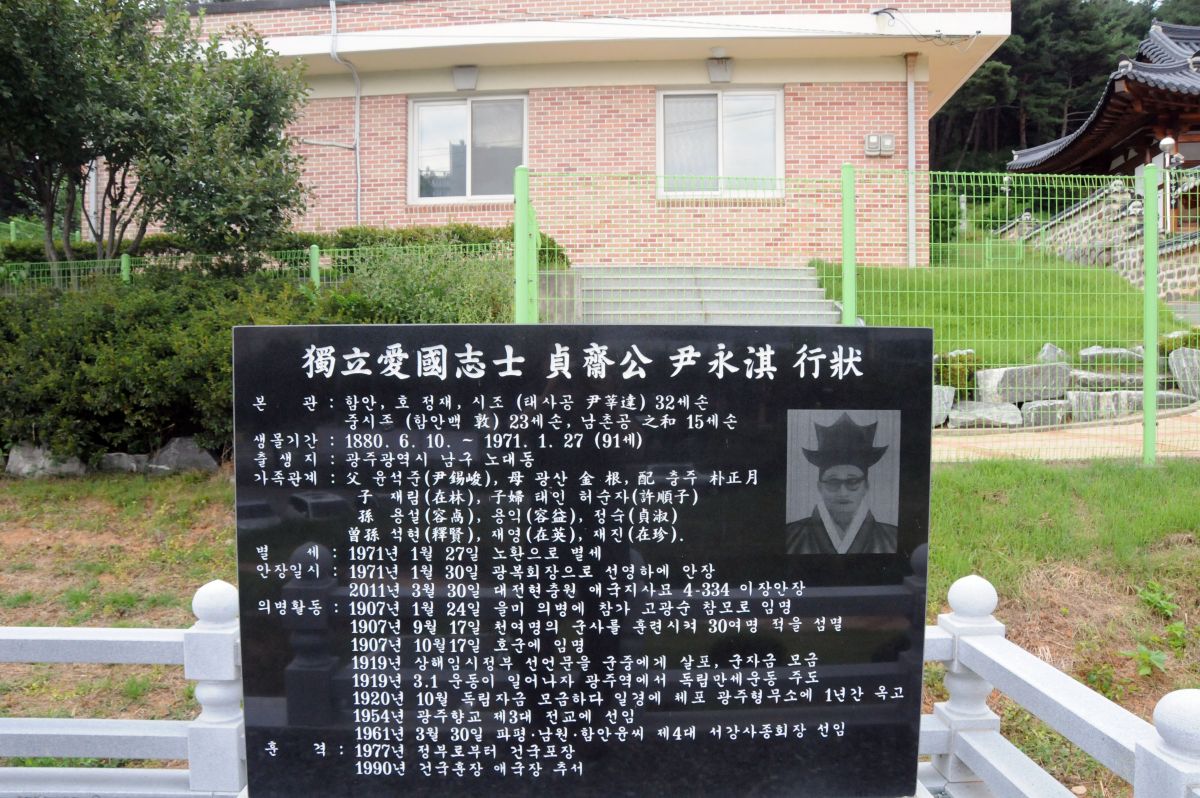 獨立愛國志士 貞齋公 尹永淇 行狀
본 관 : 함안, 호 정재, 시조 (태사공 尹莘達) 32세손
중시조 (함안백 敦) 23세손, 남촌공 之和 15세손
생몰기간 : 1880. 6. 10. ~ 1971. 1. 27 (91세)
출 생 지 : 광주광역시 남구 노대동
가족관계 : 父 윤석준(尹錫峻), 母 광산 金 根, 配 충주 朴正月
子 재림(在林), 子婦 태인 허순자(許順子)
孫 용설(容卨), 용익(容益), 정숙(貞淑)
曾孫 석현(釋賢), 재영(在英), 재진(在珍).
별 세 : 1971년 1월 27일 노환으로 별세
안장일시 : 1971년 1월 30일 광복회장으로 선영하에 안장
2011년 3월 30일 대전현충원 애국지사묘 4-334 이장안장
의병활동 : 1907년 1월 24일 을미 의병에 참가 고광순 참모로 임명
1907년 9월 17일 천여명의 군사를 훈련시켜 30여명 적을 섬멸
1907년 10월17일 호군에 임명
1919년 상해임시정부 선언문을 군중에게 살포, 군자금 모금
1919년 3.1 운동이 일어나자 광주역에서 독립만세운동 주도
1920년 10월 독립자금 모금하다 일경에 체포 광주형무소에 1년간 옥고
1954년 광주향교 제3대 전교에 선임
1961년 3월 30일 파평·남원·함안윤씨 제4대 서강사종회장 선임
훈 격 : 1977년 정부로부터 건국포장
1990년 건국훈장 애국장 추서